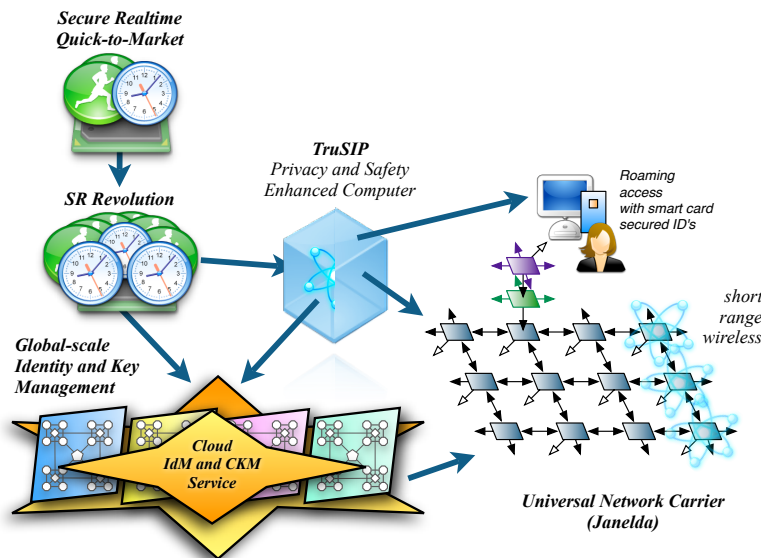 Secure Realtime
Quick-to-Market
TruSIP
Privacy and Safety
Enhanced Computer
Roaming
access
with smart card
secured ID's
SR Revolution
short
range
wireless
Global-scale
Identity and Key
Management
Cloud
IdM and CKM
Service
Universal Network Carrier
(Janelda)